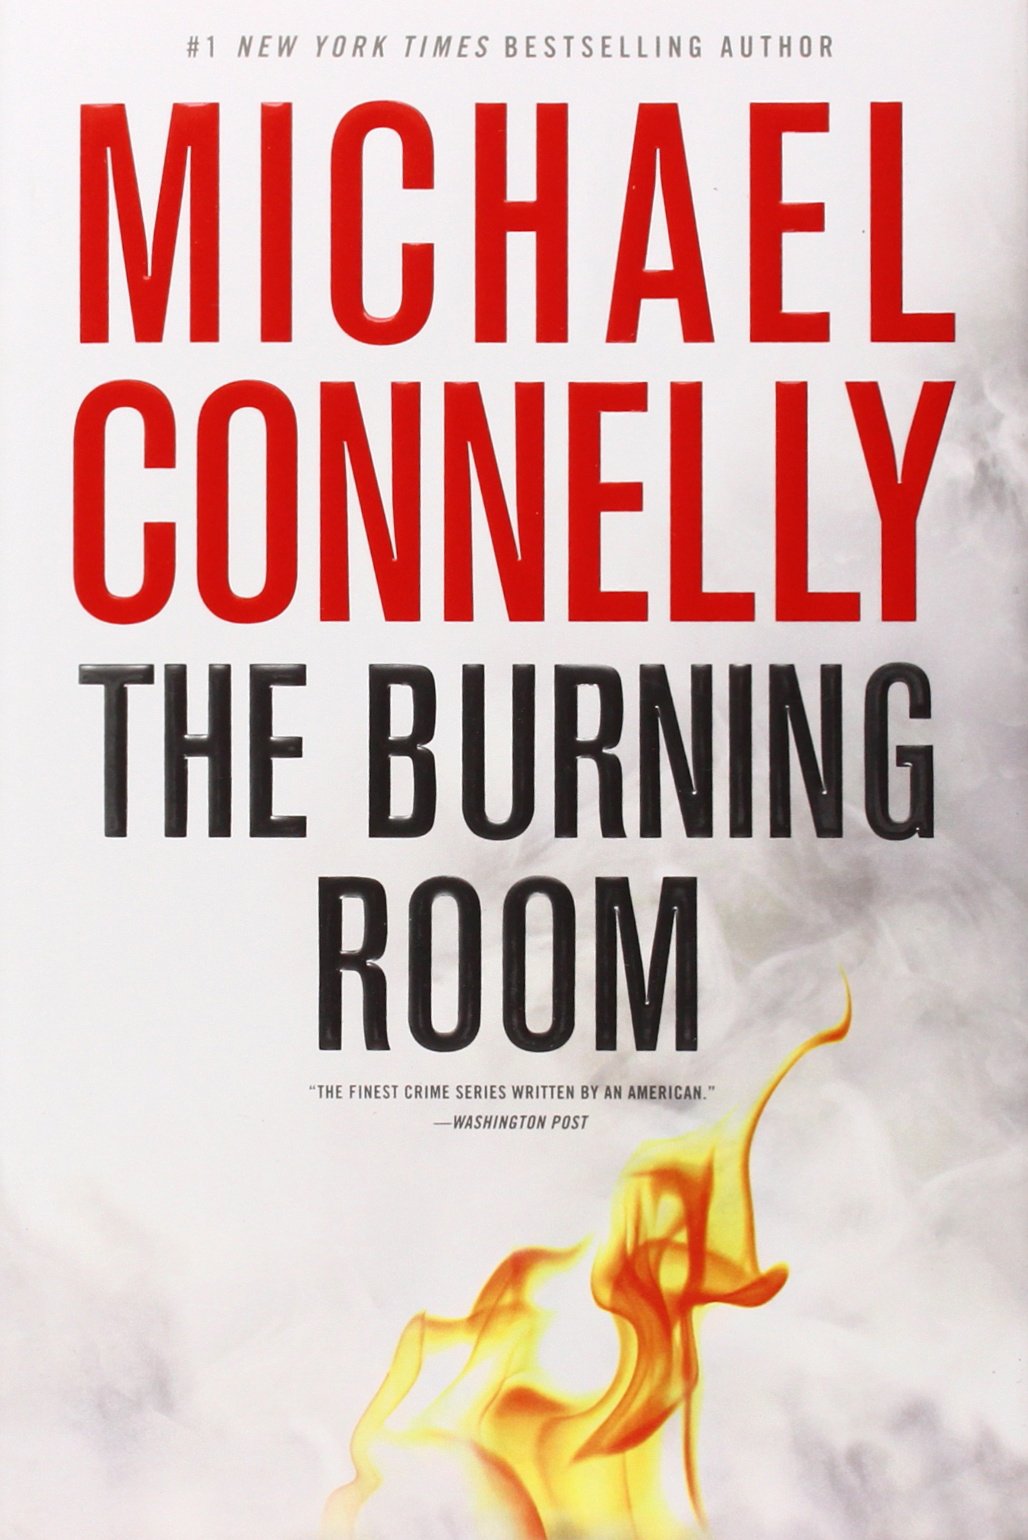 #1 NEW YORK TIMES BESTSELLING AUTHOR
MICHAEL
CONNELLY
THE BURNING
ROOM
“THE FINEST CRIME SERIES WRITTEN BY AN AMERICAN.”
—WASHINGTON POST